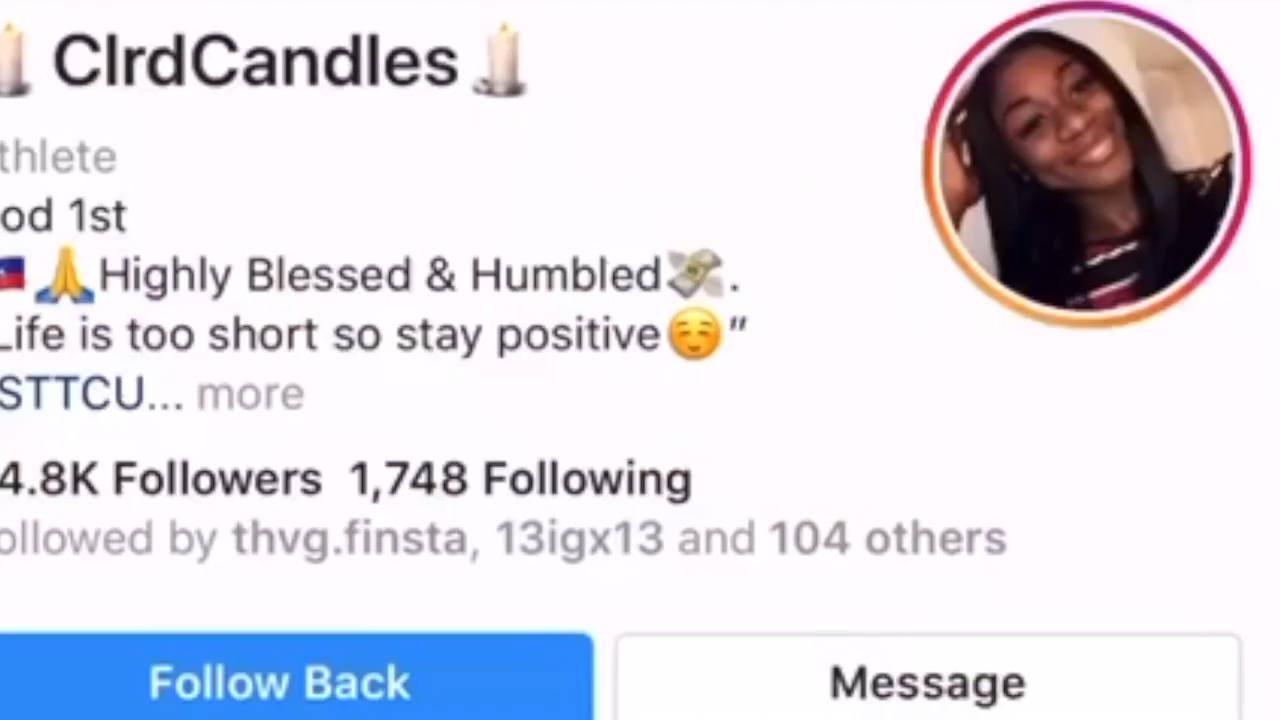 ClrdCandles
thlete
od 1st
🙏Highly Blessed & Humbled💸.
Life is too short so stay positive☺️”
STTCU... more
4.8K Followers 1,748 Following
ollowed by thvg.finsta, 13igx13 and 104 others
Follow Back
Message